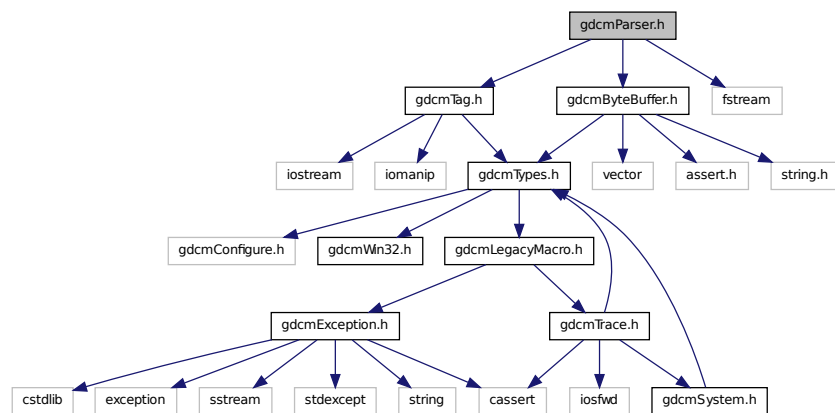 gdcmParser.h
gdcmTag.h
gdcmByteBuffer.h
fstream
iostream
iomanip
gdcmTypes.h
vector
assert.h
string.h
gdcmConfigure.h
gdcmWin32.h
gdcmLegacyMacro.h
gdcmException.h
gdcmTrace.h
cstdlib
exception
sstream
stdexcept
string
cassert
iosfwd
gdcmSystem.h